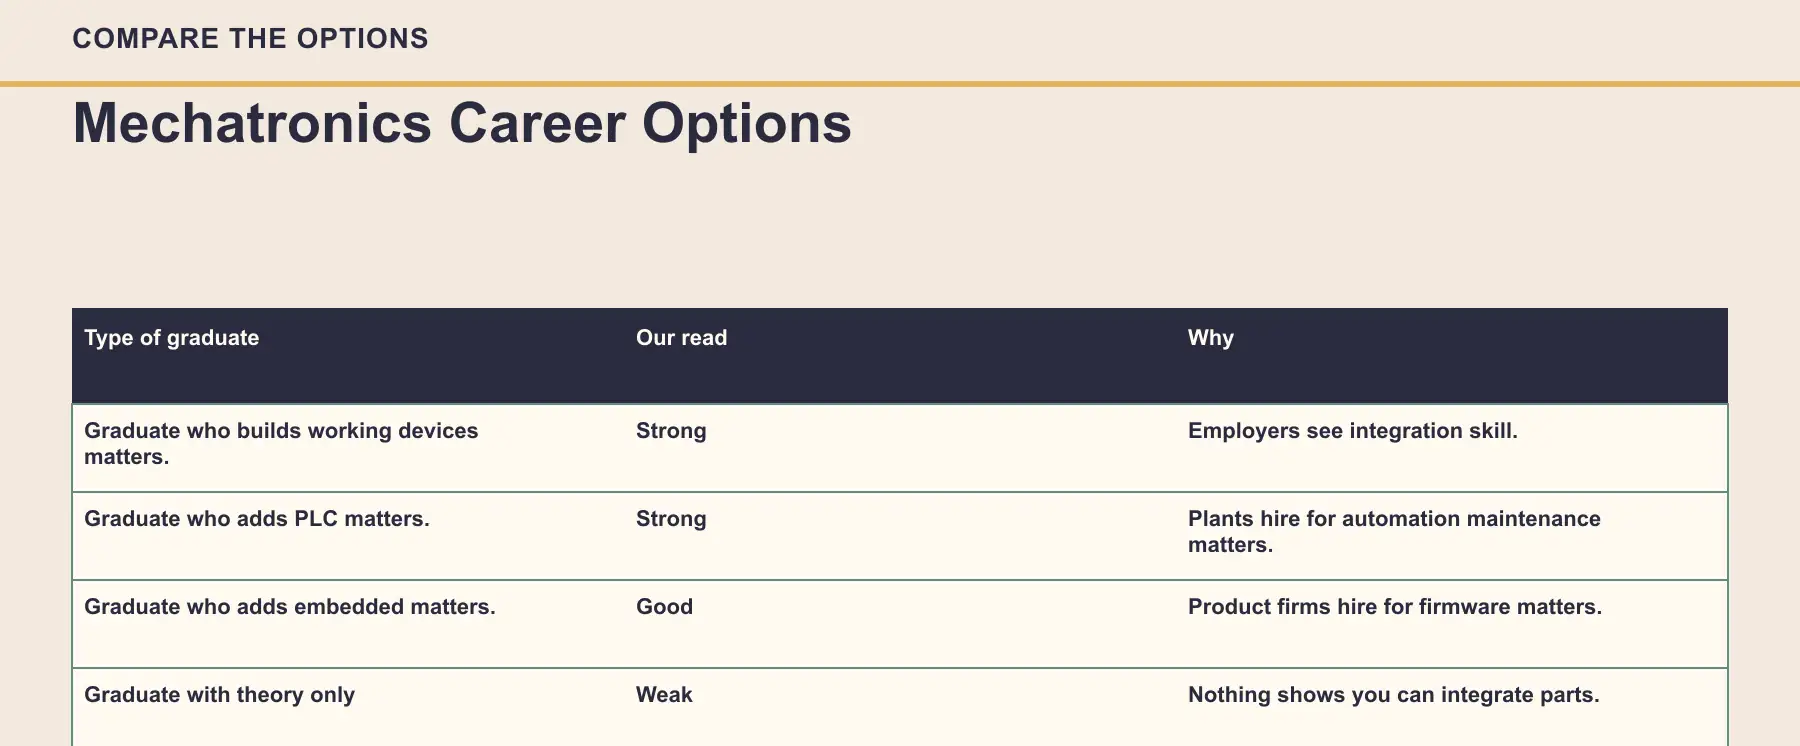 COMPARE THE OPTIONS
Mechatronics Career Options
Type of graduate
Our read
Why
Graduate who builds working devices
matters.
Strong
Employers see integration skill.
Graduate who adds PLC matters.
Strong
Plants hire for automation maintenance
matters.
Graduate who adds embedded matters.
Good
Product firms hire for firmware matters.
Graduate with theory only
Weak
Nothing shows you can integrate parts.